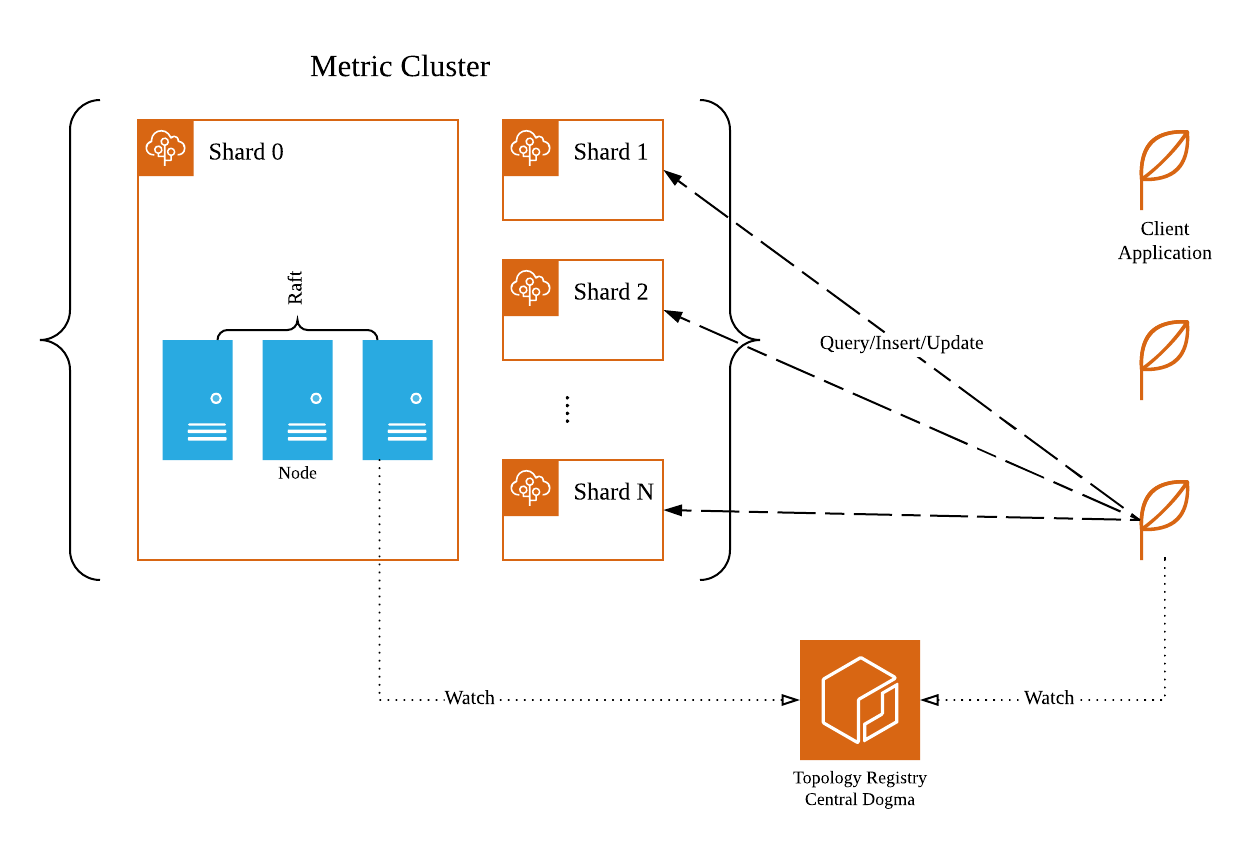 Metric Cluster
Shard 0
Shard 1
Shard 2
Shard N
Raft
Node
Query/Insert/Update
Client
Application
Watch
Watch
Topology Registry
Central Dogma